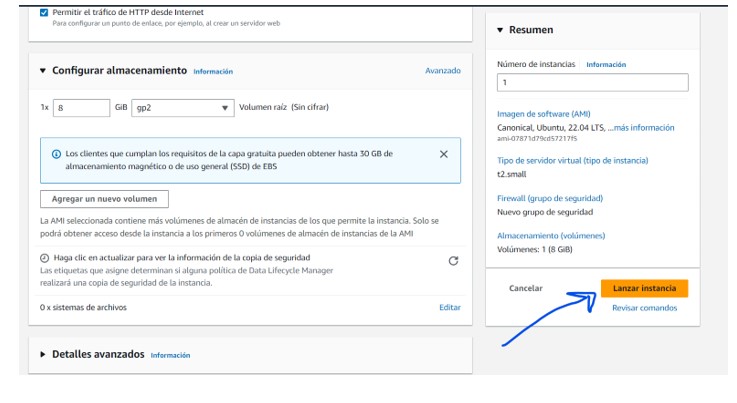 Permitir el tráfico de HTTP desde Internet
Para configurar un punto de enlace, por ejemplo, al crear un servidor web
Configurar almacenamiento Información
Avanzado
1x 8 GiB gp2 Volumen raíz (Sin cifrar)
Los clientes que cumplan los requisitos de la capa gratuita pueden obtener hasta 30 GB de
almacenamiento magnético o de uso general (SSD) de EBS
Agregar un nuevo volumen
La AMI seleccionada contiene más volúmenes de almacén de instancias de los que permite la instancia. Solo se
podrá obtener acceso desde la instancia a los primeros 0 volúmenes de almacén de instancias de la AMI
Haga clic en actualizar para ver la información de la copia de seguridad
Las etiquetas que asigne determinan si alguna política de Data Lifecycle Manager
realizará una copia de seguridad de la instancia.
0 x sistemas de archivos
Editar
Detalles avanzados Información
Resumen
Número de instancias Información
1
Imagen de software (AMI)
Canonical, Ubuntu, 22.04 LTS, ...más información
ami-07871d79cd57217f5
Tipo de servidor virtual (tipo de instancia)
t2.small
Firewall (grupo de seguridad)
Nuevo grupo de seguridad
Almacenamiento (volúmenes)
Volúmenes: 1 (8 GiB)
Cancelar
Lanzar instancia
Revisar comandos